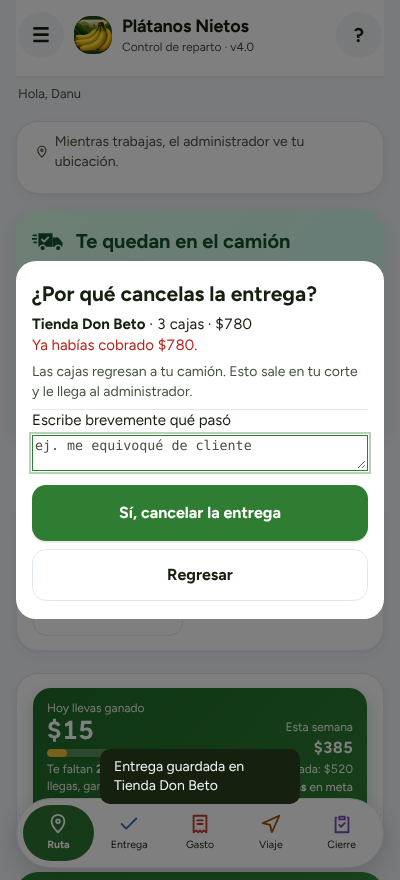 Plátanos Nietos
Control de reparto · v4.0
?
Hola, Danu
Mientras trabajas, el administrador ve tu
ubicación.
Te quedan en el camión
¿Por qué cancelas la entrega?
Tienda Don Beto · 3 cajas · $780
Ya habías cobrado $780.
Las cajas regresan a tu camión. Esto sale en tu corte
y le llega al administrador.
Escribe brevemente qué pasó
ej. me equivoqué de cliente
Sí, cancelar la entrega
Regresar
Hoy llevas ganado
$15
Esta semana
$385
Te faltan
llegas,
$520
en meta
Entrega guardada en
Tienda Don Beto
Ruta
Entrega
Gasto
Viaje
Cierre